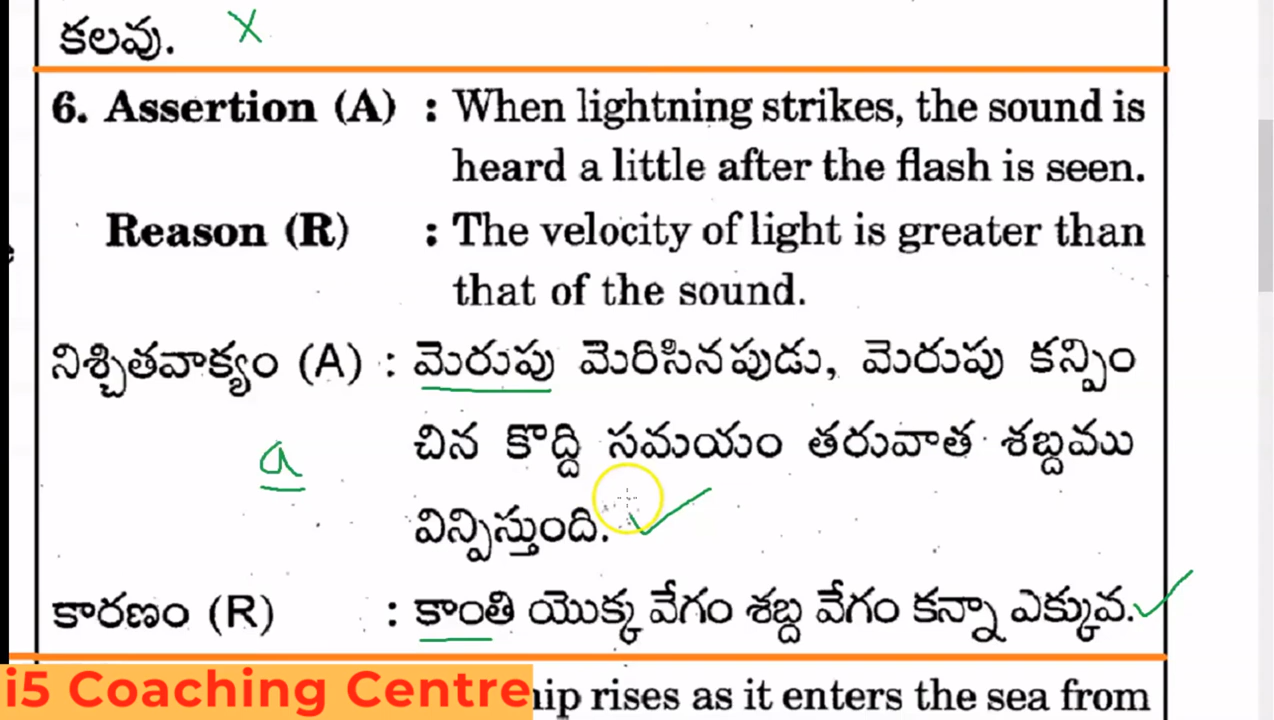 కలవు. X
6. Assertion (A) : When lightning strikes, the sound is
heard a little after the flash is seen.
Reason (R) : The velocity of light is greater than
that of the sound.
నిశ్చితవాక్యం (A) : మెరుపు మెరిసినపుడు, మెరుపు కన్పిం
చిన కొద్ది సమయం తరువాత శబ్దము
a
విన్పిస్తుంది.
కారణం (R) : కాంతి యొక్క వేగం శబ్ద వేగం కన్నా ఎక్కువ.
i5 Coaching Centre
rises as it enters the sea from